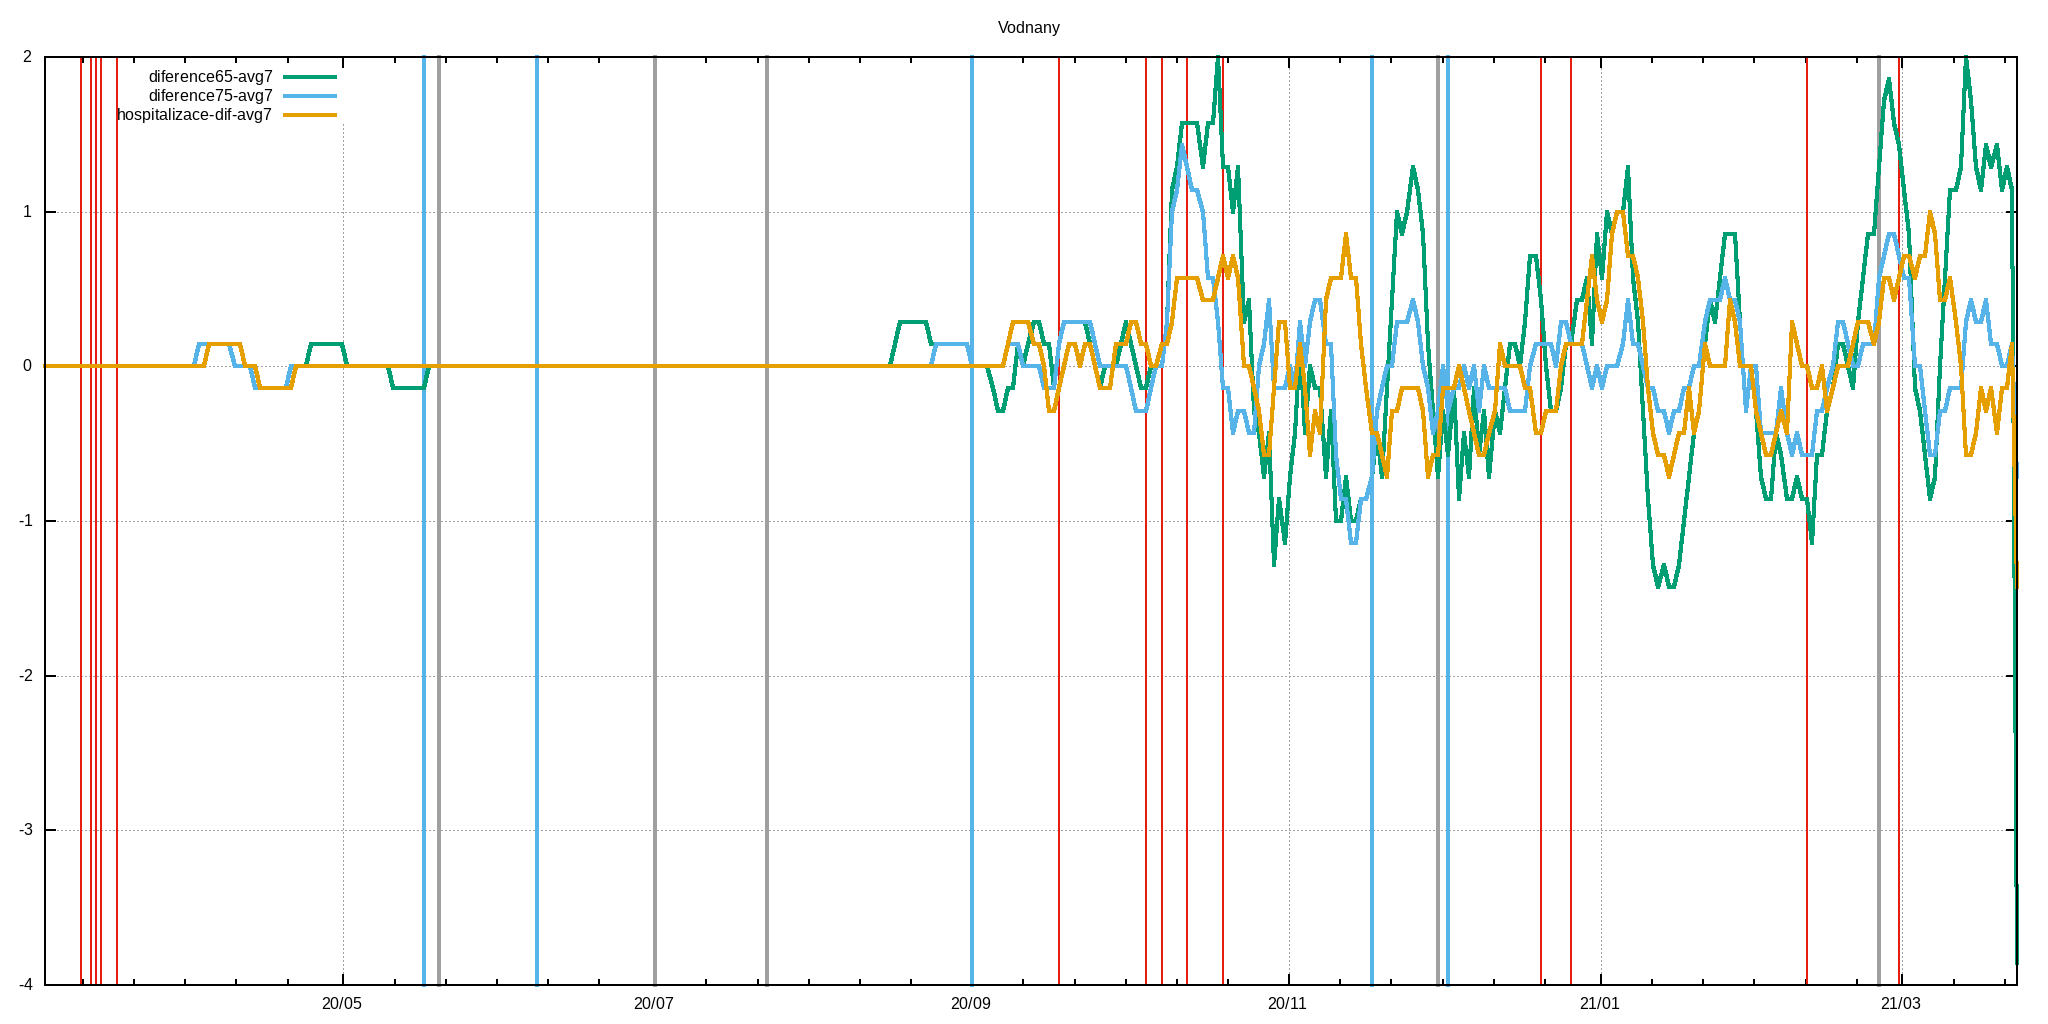 Vodnany
2
diference65-avg7
diference75-avg7
hospitalizace-dif-avg7
1
0
-1
-2
-3
-4
20/05 20/07 20/09 20/11 21/01 21/03